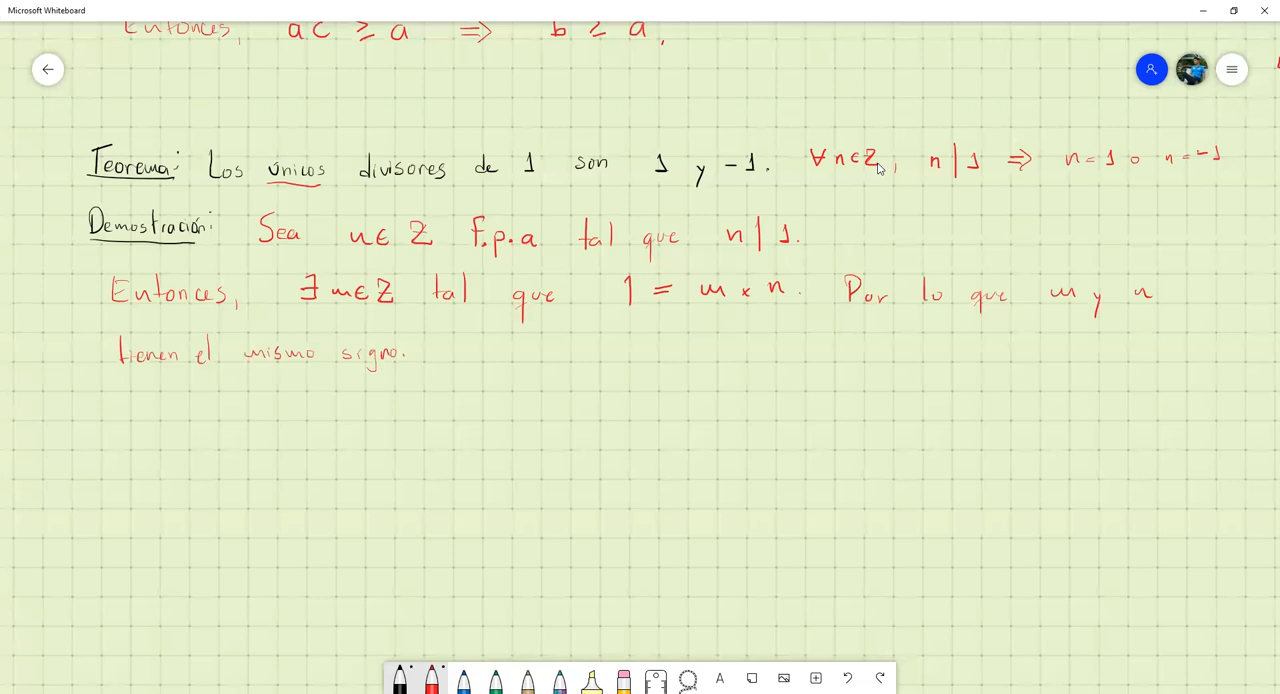 Microsoft Whiteboard
Entonces, ac ≥ a ⇒ b ≥ a,
Teorema: Los únicos divisores de 1 son 1 y -1. ∀ n ∈ Z, n | 1 ⇒ n = 1 o n = -1
Demostración: Sea n ∈ Z f.p.a tal que n | 1.
Entonces, ∃ m ∈ Z tal que 1 = m × n. Por lo que m y n
tienen el mismo signo.
A